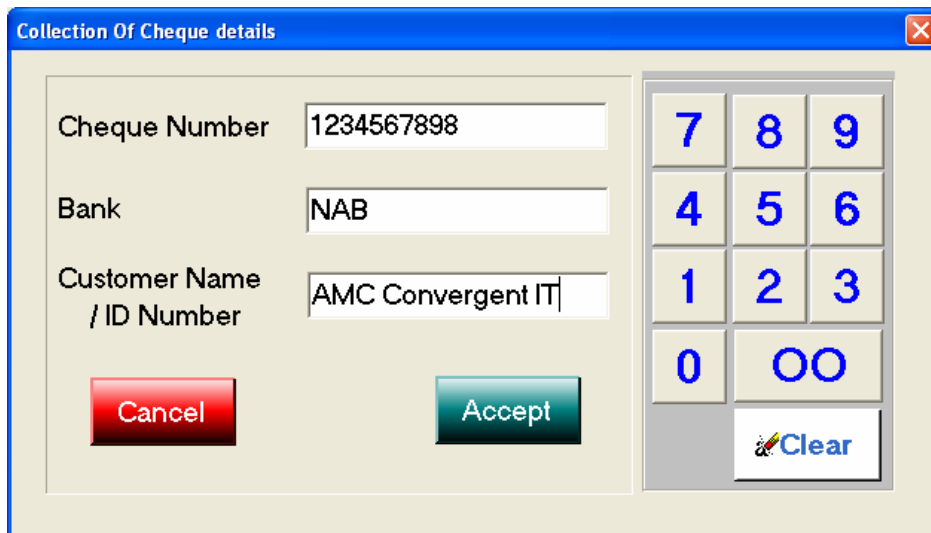 Collection Of Cheque details
Cheque Number 1234567898
Bank NAB
Customer Name
/ ID Number AMC Convergent IT
Cancel Accept
7 8 9
4 5 6
1 2 3
0 00
Clear